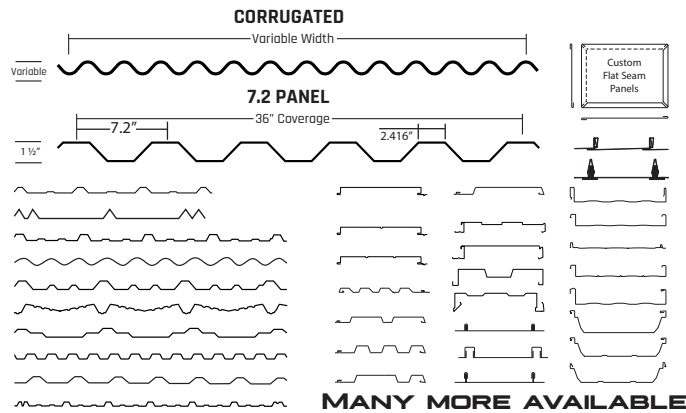 CORRUGATED
Variable Width
Variable
Custom
Flat Seam
Panels
7.2 PANEL
36" Coverage
7.2”
2.416"
1 ½”
MANY MORE AVAILABLE